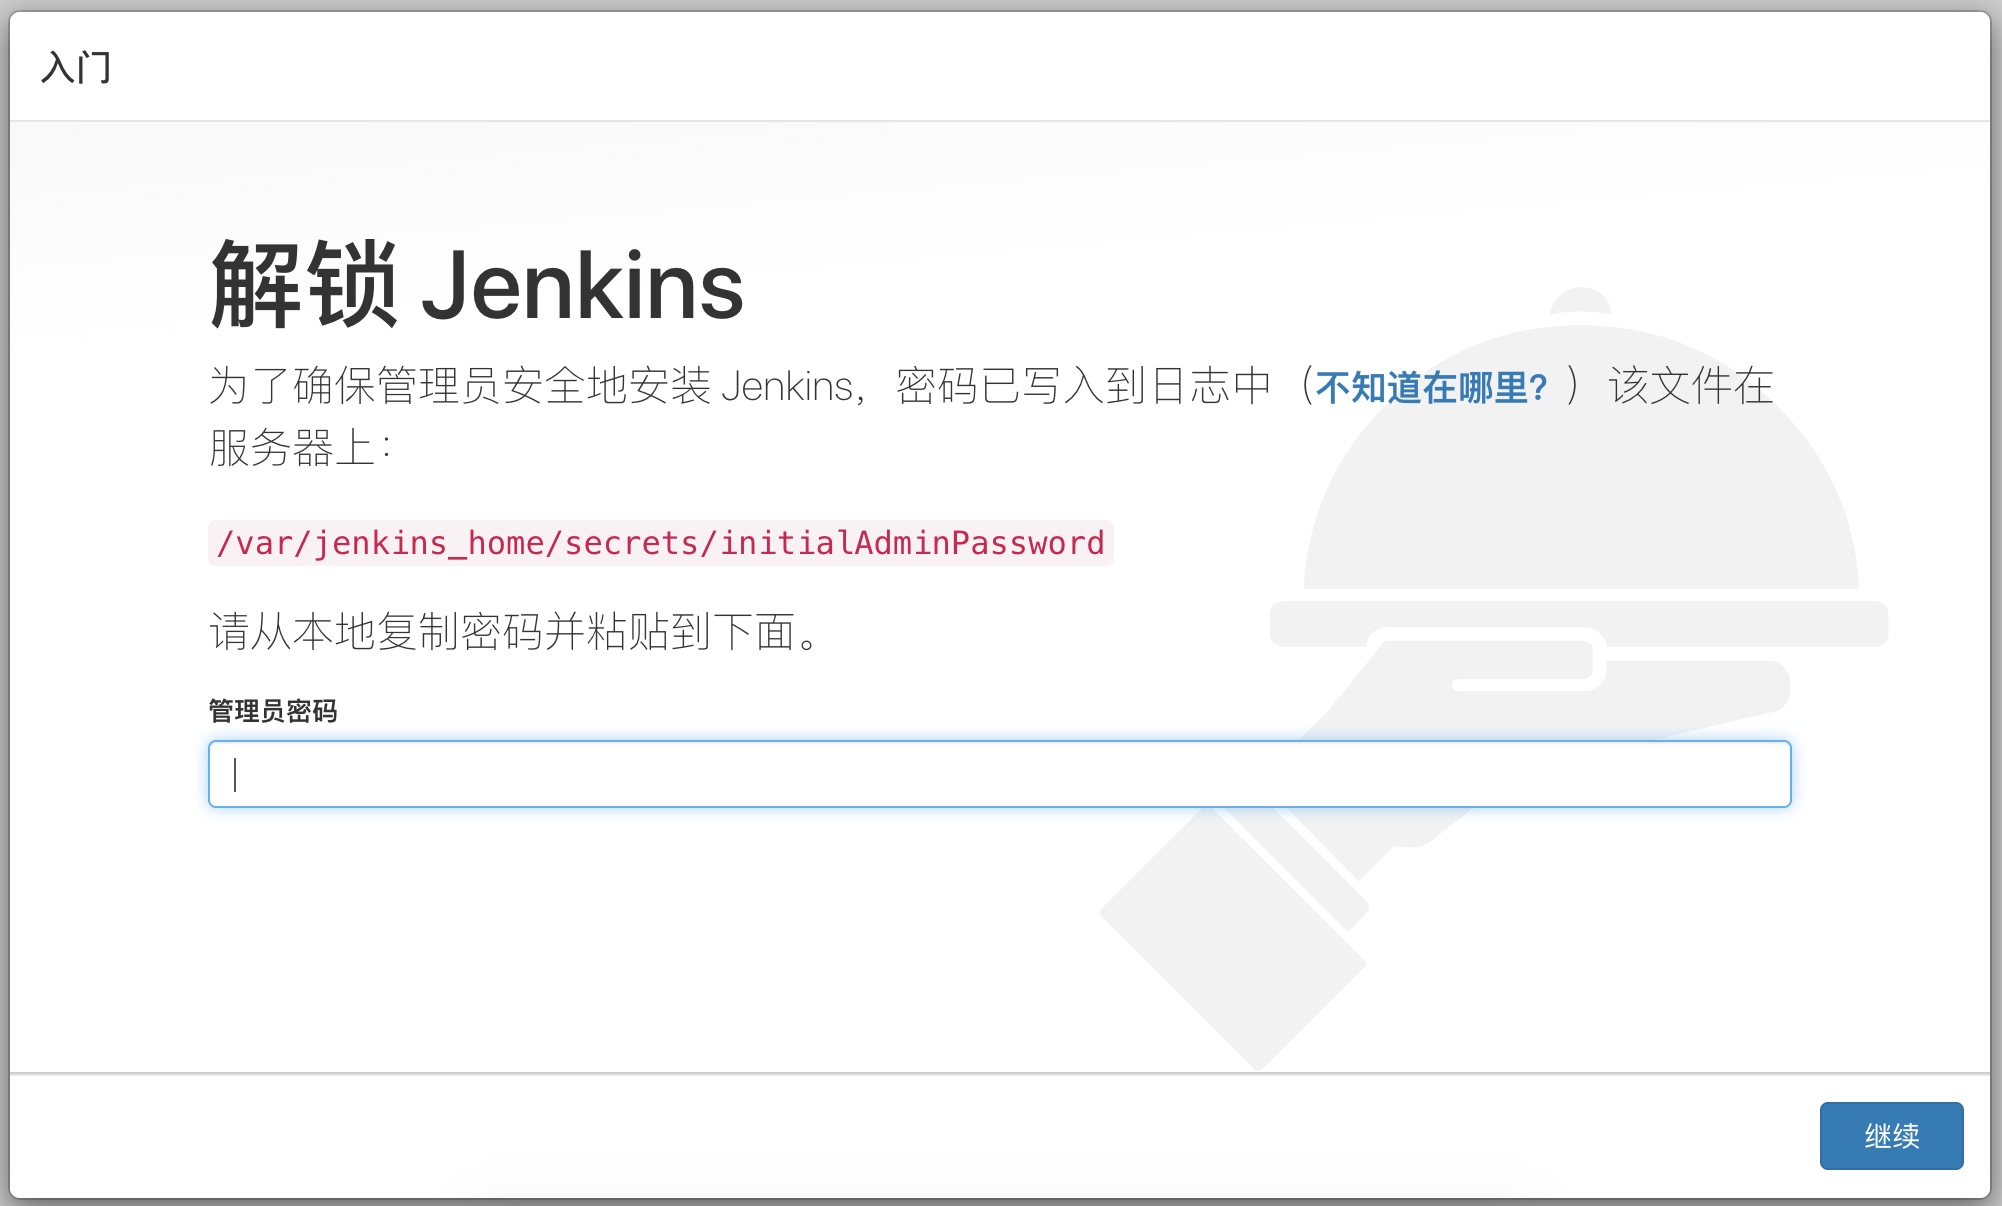 入门
解锁 Jenkins
为了确保管理员安全地安装 Jenkins，密码已写入到日志中（不知道在哪里？）该文件在
服务器上：
/var/jenkins_home/secrets/initialAdminPassword
请从本地复制密码并粘贴到下面。
管理员密码
继续